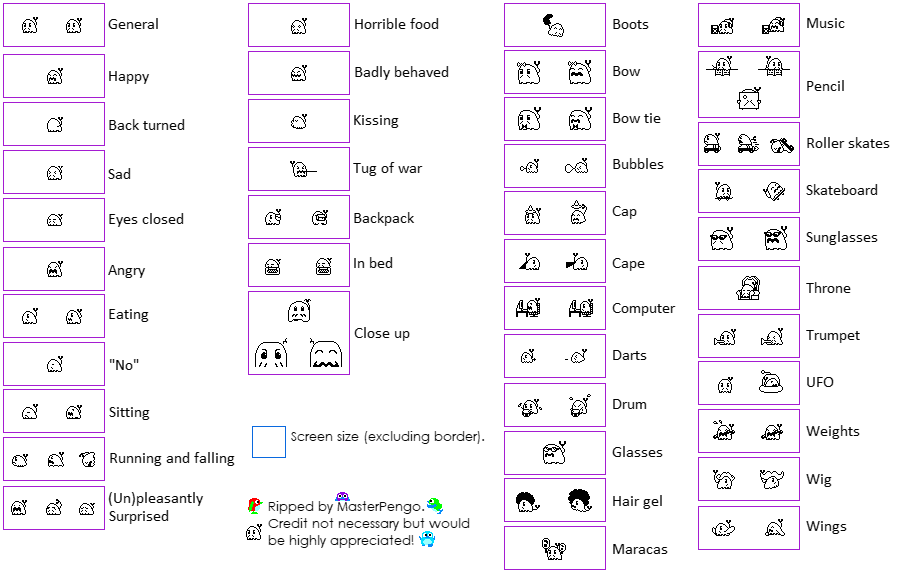 General
Happy
Back turned
Sad
Eyes closed
Angry
Eating
"No"
Sitting
Running and falling
(Un)pleasantly
Surprised
Horrible food
Badly behaved
Kissing
Tug of war
Backpack
In bed
Close up
Screen size (excluding border).
Ripped by MasterPengo.
Credit not necessary but would
be highly appreciated!
Boots
Bow
Bow tie
Bubbles
Cap
Cape
Computer
Darts
Drum
Glasses
Hair gel
Maracas
Music
Pencil
Roller skates
Skateboard
Sunglasses
Throne
Trumpet
UFO
Weights
Wig
Wings